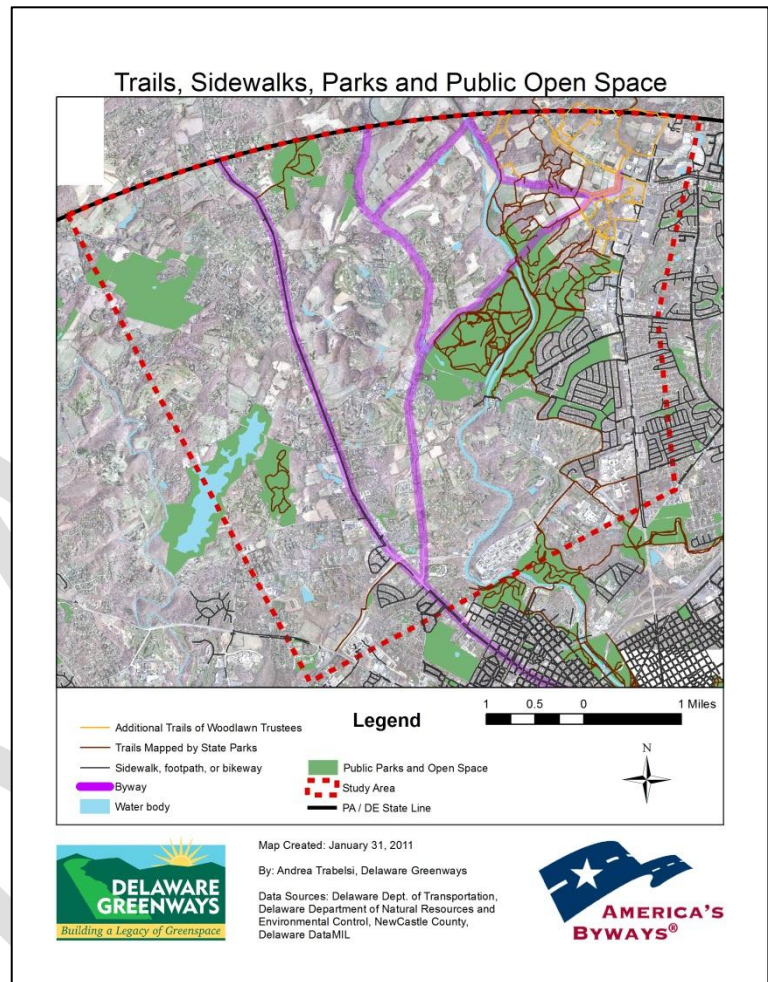 Trails, Sidewalks, Parks and Public Open Space
Legend
1 0.5 0 1 Miles
Additional Trails of Woodlawn Trustees
Trails Mapped by State Parks
Sidewalk, footpath, or bikeway
Byway
Water body
Public Parks and Open Space
Study Area
PA / DE State Line
N
Map Created: January 31, 2011
By: Andrea Trabelsi, Delaware Greenways
Data Sources: Delaware Dept. of Transportation,
Delaware Department of Natural Resources and
Environmental Control, NewCastle County,
Delaware DataMIL
DELAWARE
GREENWAYS
Building a Legacy of Greenspace
AMERICA'S
BYWAYS®